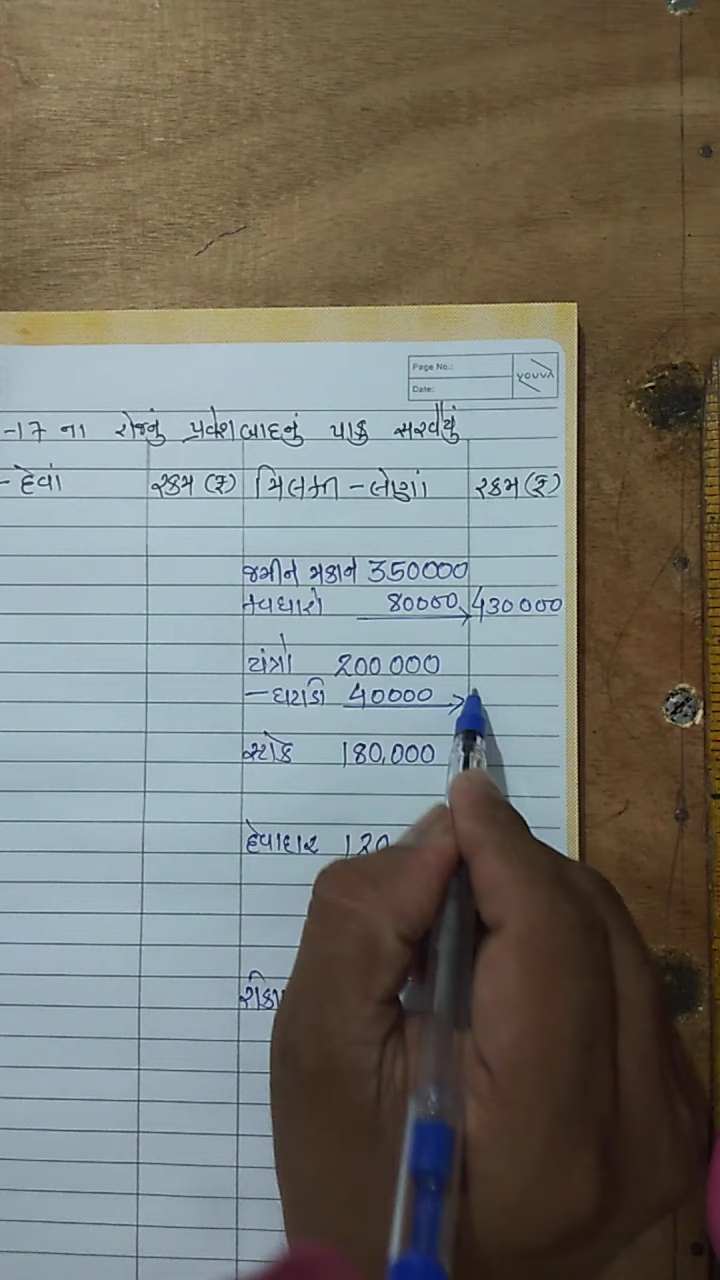 Page No.:
Date:
YOUVA
-17 ના રોજનું પ્રવેશ બાદનું પાકુ સરવૈયું
- દેવાં રકમ (₹) મિલકત - લેણાં રકમ (₹)
જમીન મકાન 350000
+વધારો 80000 430000
યંત્રો 200000
-ઘટાડો 40000
સ્ટોક 180,000
દેવાદાર 120